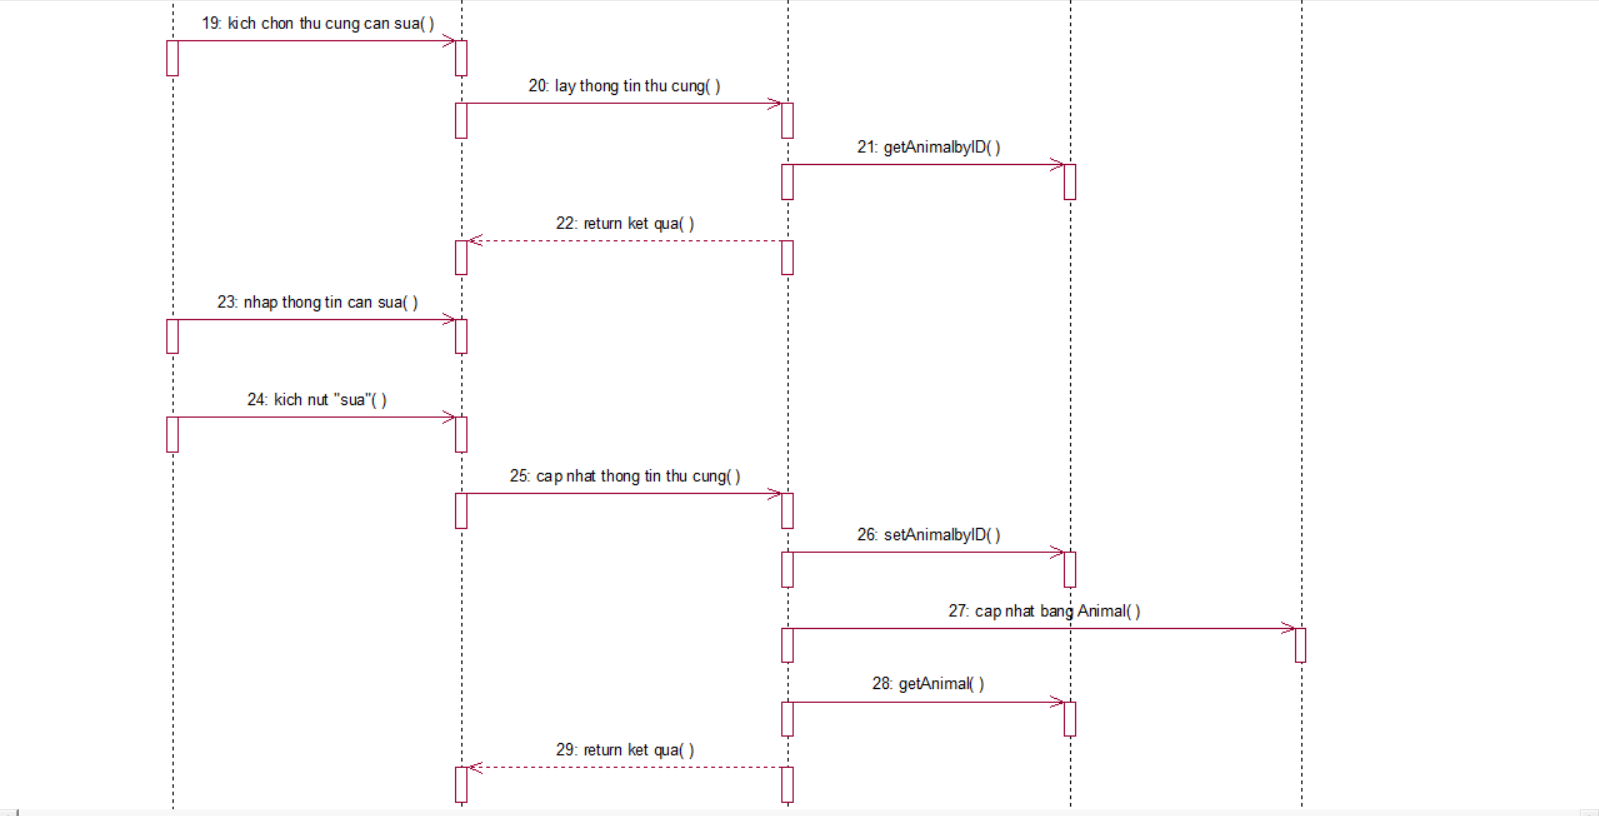 19: kich chon thu cung can sua( )
20: lay thong tin thu cung( )
21: getAnimalbyID( )
22: return ket qua( )
23: nhap thong tin can sua( )
24: kich nut "sua"( )
25: cap nhat thong tin thu cung( )
26: setAnimalbyID( )
27: cap nhat bang Animal( )
28: getAnimal( )
29: return ket qua( )